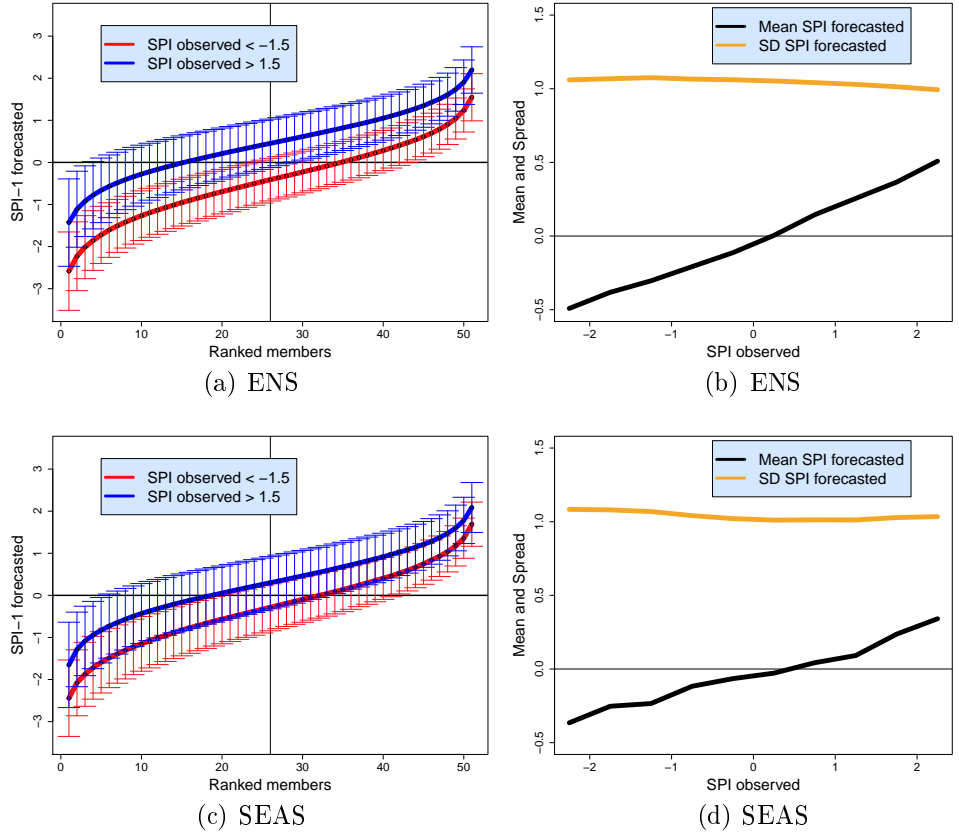 SPI observed < −1.5
SPI observed > 1.5
SPI−1 forecasted
3
2
1
0
−1
−2
−3
0 10 20 30 40 50
Ranked members
(a) ENS
Mean SPI forecasted
SD SPI forecasted
Mean and Spread
1.5
1.0
0.5
0.0
−0.5
−2 −1 0 1 2
SPI observed
(b) ENS
SPI observed < −1.5
SPI observed > 1.5
SPI−1 forecasted
3
2
1
0
−1
−2
−3
0 10 20 30 40 50
Ranked members
(c) SEAS
Mean SPI forecasted
SD SPI forecasted
Mean and Spread
1.5
1.0
0.5
0.0
−0.5
−2 −1 0 1 2
SPI observed
(d) SEAS